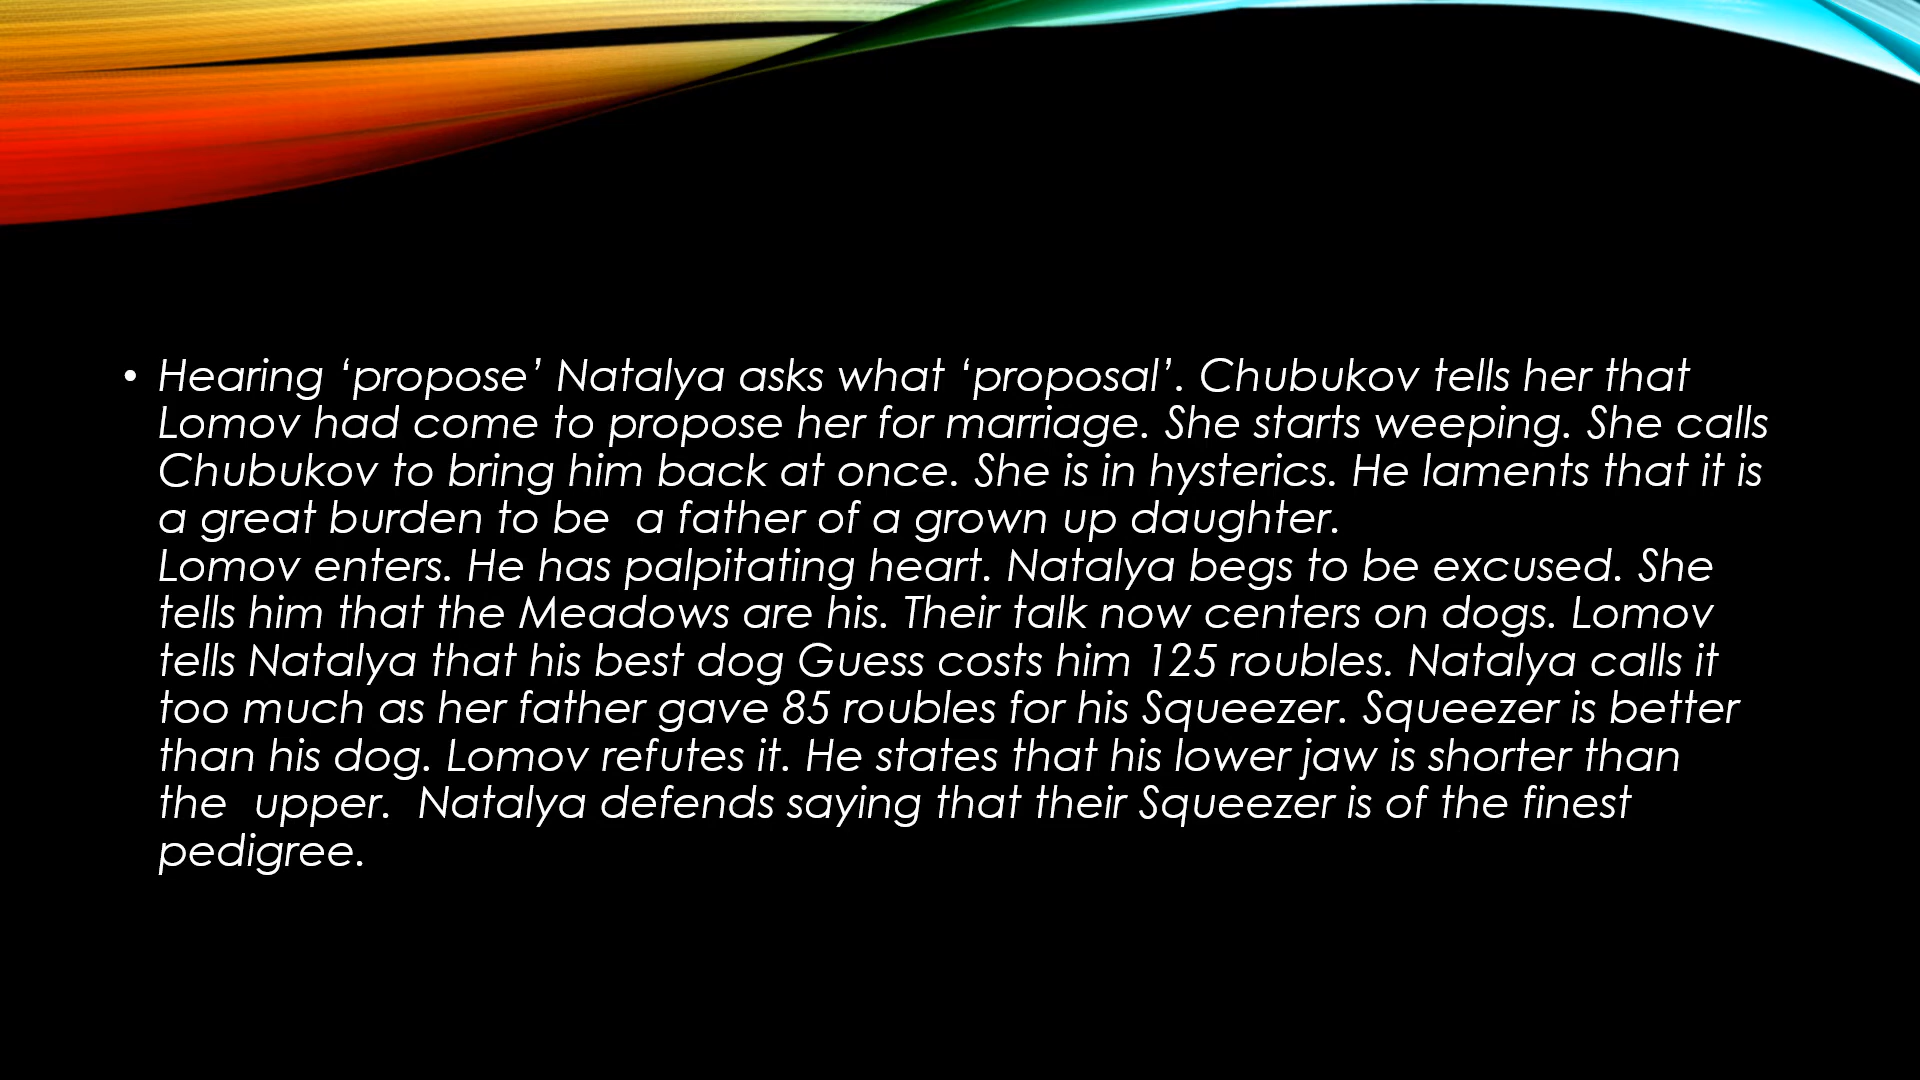 • Hearing ‘propose’ Natalya asks what ‘proposal’. Chubukov tells her that
Lomov had come to propose her for marriage. She starts weeping. She calls
Chubukov to bring him back at once. She is in hysterics. He laments that it is
a great burden to be  a father of a grown up daughter.
Lomov enters. He has palpitating heart. Natalya begs to be excused. She
tells him that the Meadows are his. Their talk now centers on dogs. Lomov
tells Natalya that his best dog Guess costs him 125 roubles. Natalya calls it
too much as her father gave 85 roubles for his Squeezer. Squeezer is better
than his dog. Lomov refutes it. He states that his lower jaw is shorter than
the  upper.  Natalya defends saying that their Squeezer is of the finest
pedigree.